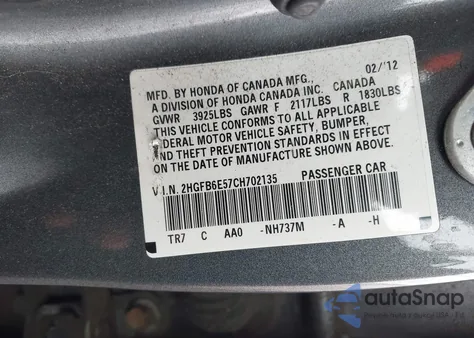 MFD. BY HONDA OF CANADA MFG., 02/'12
A DIVISION OF HONDA CANADA INC. CANADA
GVWR 3925LBS GAWR F 2117LBS R 1830LBS
THIS VEHICLE CONFORMS TO ALL APPLICABLE
FEDERAL MOTOR VEHICLE SAFETY, BUMPER,
AND THEFT PREVENTION STANDARDS IN EFFECT
ON THE DATE OF MANUFACTURE SHOWN ABOVE.
V.I.N. 2HGFB6E57CH702135 PASSENGER CAR
TR7 C AA0 -NH737M -A -H
autoSnap